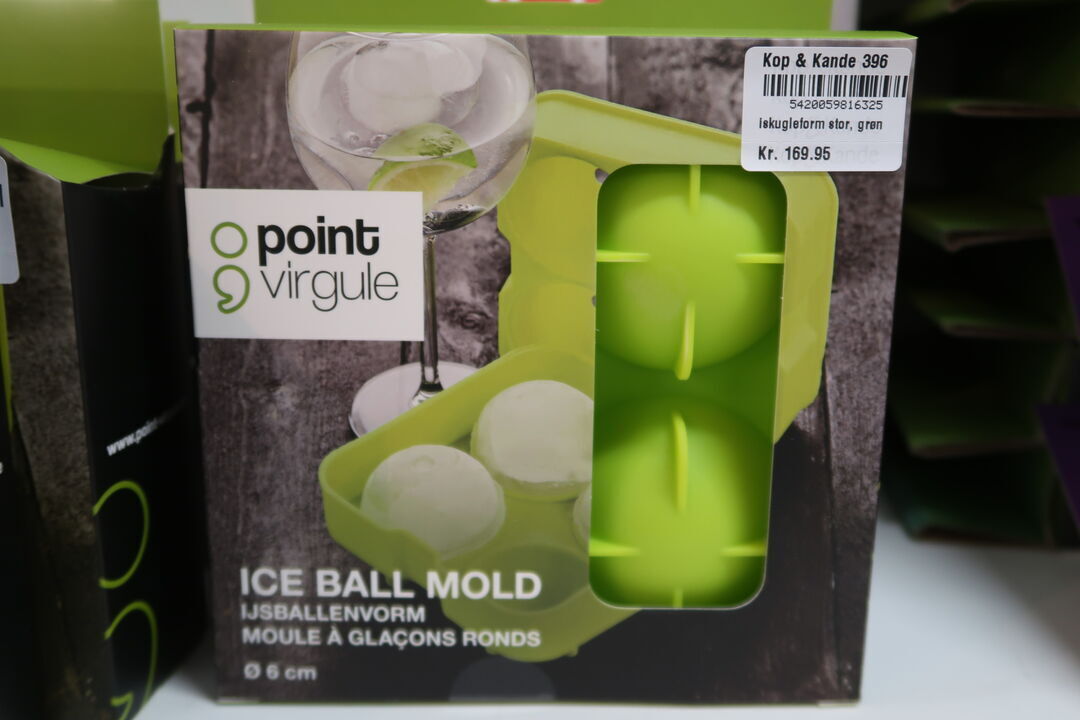 Kop & Kande 396
5420059816325
iskugleform stor, grøn
Kr. 169.95
point
virgule
ICE BALL MOLD
IJSBALLENVORM
MOULE À GLAÇONS RONDS
Ø 6 cm